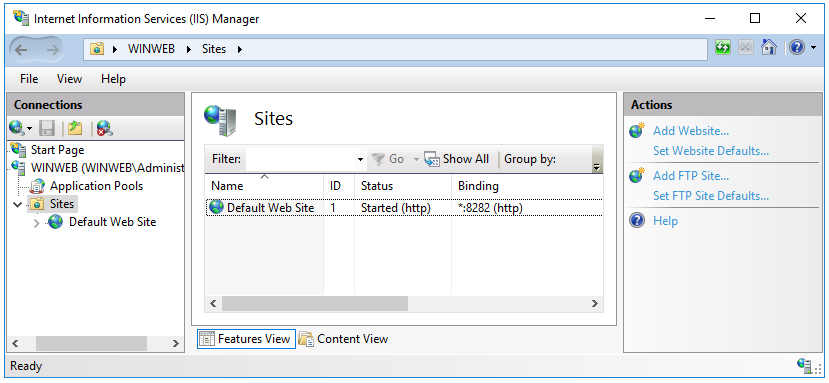 Internet Information Services (IIS) Manager
WINWEB Sites
File View Help
Connections
Start Page
WINWEB (WINWEB\Administ
Application Pools
Sites
Default Web Site
Sites
Filter: Go Show All Group by:
Name ID Status Binding
Default Web Site 1 Started (http) *:8282 (http)
Features View Content View
Actions
Add Website...
Set Website Defaults...
Add FTP Site...
Set FTP Site Defaults...
Help
Ready